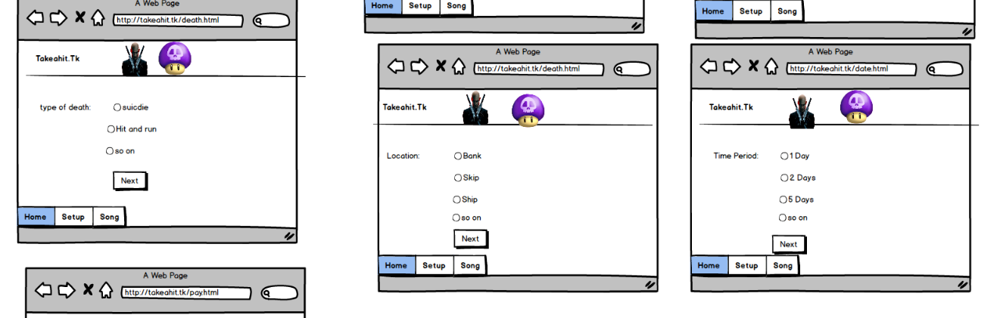 A Web Page
http://takeahit.tk/death.html
Takeahit.Tk
type of death:
suicdie
Hit and run
so on
Next
Home Setup Song
A Web Page
http://takeahit.tk/pay.html
Home Setup Song
A Web Page
http://takeahit.tk/death.html
Takeahit.Tk
Location:
Bank
Skip
Ship
so on
Next
Home Setup Song
Home Setup Song
A Web Page
http://takeahit.tk/date.html
Takeahit.Tk
Time Period:
1 Day
2 Days
5 Days
so on
Next
Home Setup Song